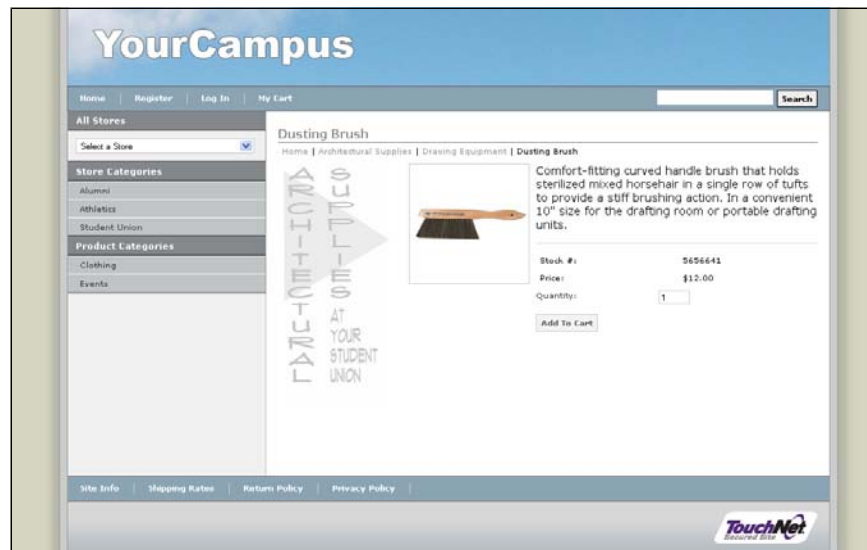 YourCampus
Home | Register | Log In | My Cart
Search
All Stores
Select a Store
Store Categories
Alumni
Athletics
Student Union
Product Categories
Clothing
Events
Dusting Brush
Home | Architectural Supplies | Drawing Equipment | Dusting Brush
ARCHITECTURAL
SUPPLIES
AT
YOUR
STUDENT
UNION
Comfort-fitting curved handle brush that holds
sterilized mixed horsehair in a single row of tufts
to provide a stiff brushing action. In a convenient
10" size for the drafting room or portable drafting
units.
Stock #: 5656641
Price: $12.00
Quantity: 1
Add To Cart
Site Info | Shipping Rates | Return Policy | Privacy Policy |
TouchNet
Secured Site